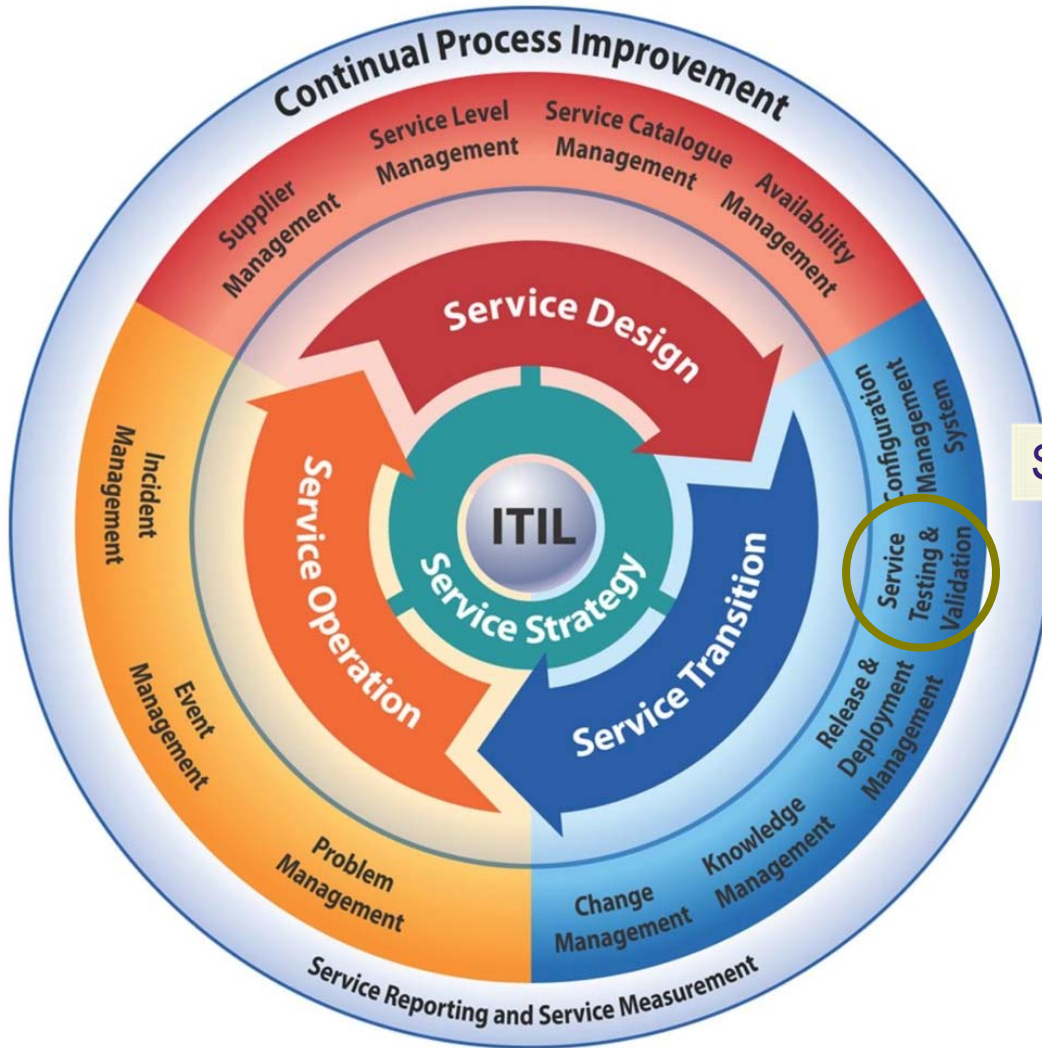 Continual Process Improvement
Supplier
Management
Service Level
Management
Service Catalogue
Management
Availability
Management
Service Design
Configuration
Management
System
S
Service
Testing &
Validation
Incident
Management
Service Operation
ITIL
Service Strategy
Service Transition
Release &
Deployment
Management
Event
Management
Problem
Management
Knowledge
Management
Change
Management
Service Reporting and Service Measurement